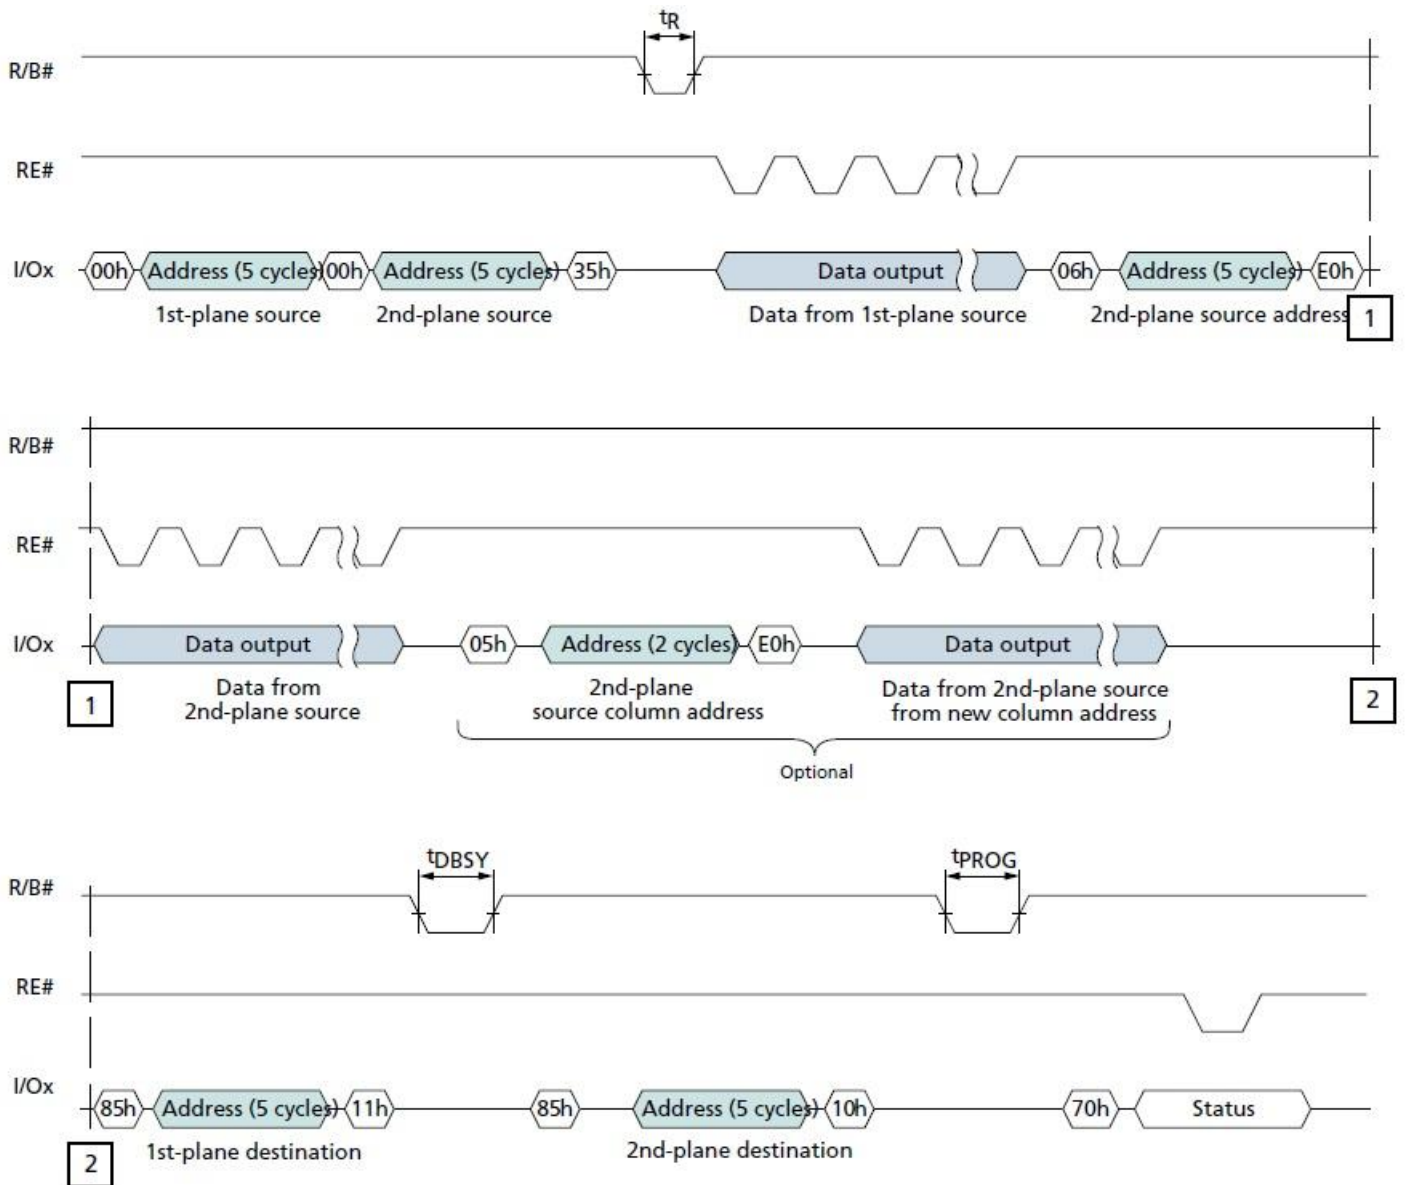 tR
R/B#
RE#
I/Ox 00h Address (5 cycles) 00h Address (5 cycles) 35h Data output 06h Address (5 cycles) E0h
1st-plane source 2nd-plane source Data from 1st-plane source 2nd-plane source address
1
R/B#
RE#
I/Ox Data output 05h Address (2 cycles) E0h Data output
Data from 2nd-plane Data from 2nd-plane source
2nd-plane source source column address from new column address
1 2
Optional
tDBSY tPROG
R/B#
RE#
I/Ox
85h Address (5 cycles) 11h 85h Address (5 cycles) 10h 70h Status
1st-plane destination 2nd-plane destination
2